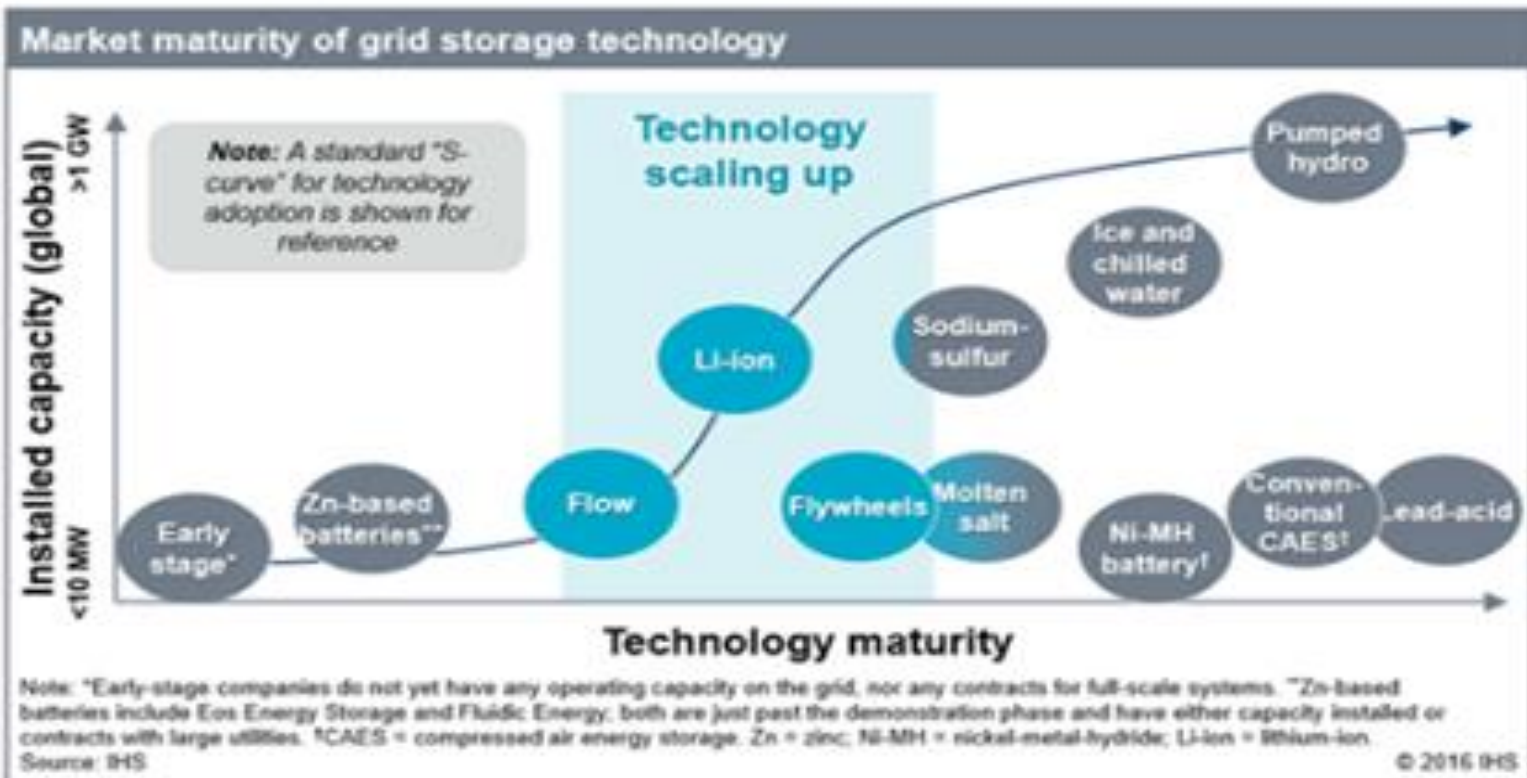 Market maturity of grid storage technology
Installed capacity (global)
>1 GW
<10 MW
Note: A standard "S-
curve" for technology
adoption is shown for
reference
Technology
scaling up
Pumped
hydro
Ice and
chilled
water
Sodium-
sulfur
Li-ion
Early
stage*
Zn-based
batteries**
Flow
Flywheels
Molten
salt
Ni-MH
battery†
Conven-
tional
CAES‡
Lead-acid
Technology maturity
Note: *Early-stage companies do not yet have any operating capacity on the grid, nor any contracts for full-scale systems. **Zn-based
batteries include Eos Energy Storage and Fluidic Energy; both are just past the demonstration phase and have either capacity installed or
contracts with large utilities. ‡CAES = compressed air energy storage. Zn = zinc; Ni-MH = nickel-metal-hydride; Li-ion = lithium-ion.
Source: IHS
© 2016 IHS